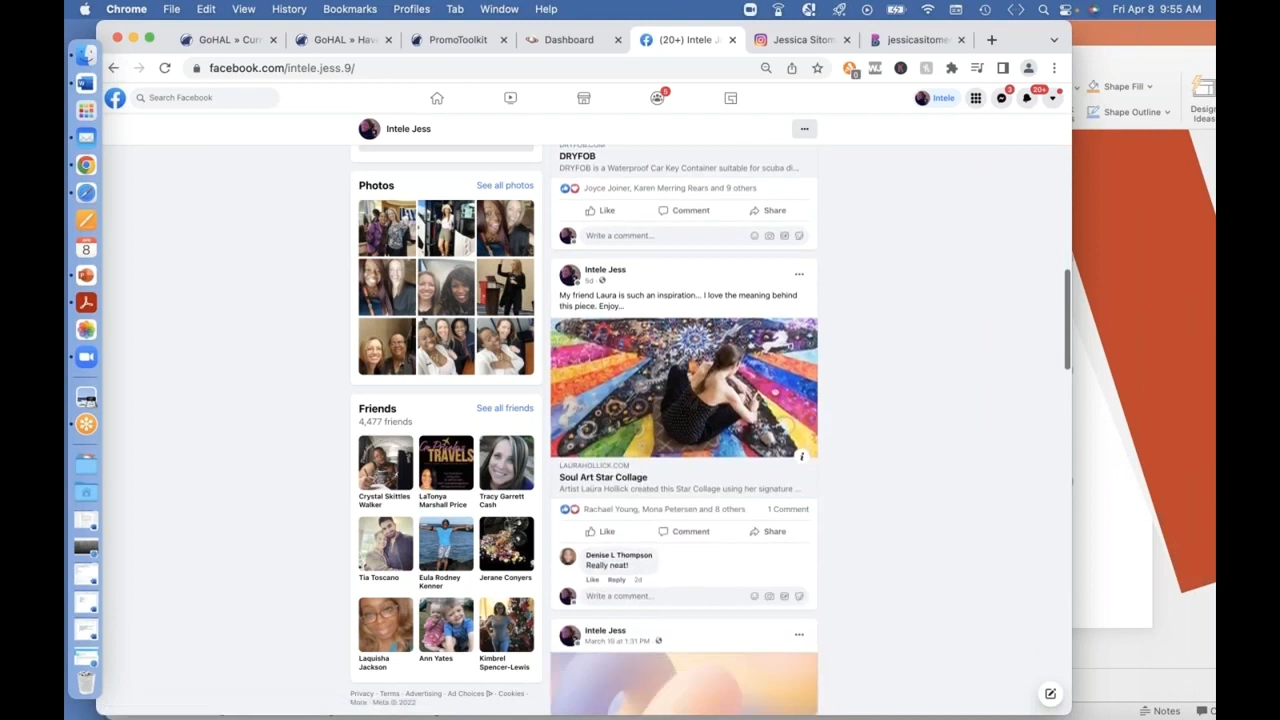 Chrome File Edit View History Bookmarks Profiles Tab Window Help
Fri Apr 8 9:55 AM
GoHAL » Curr
GoHAL » Hav
PromoToolkit
Dashboard
(20+) Intele J
Jessica Sitom
jessicasitome
facebook.com/intele.jess.9/
Search Facebook
5
Intele
3
20+
Shape Fill
Shape Outline
Design
Ideas
Intele Jess
DRYFOB.COM
DRYFOB
DRYFOB is a Waterproof Car Key Container suitable for scuba di...
Joyce Joiner, Karen Merring Rears and 9 others
Like Comment Share
Write a comment...
Photos
See all photos
Intele Jess
5d
My friend Laura is such an inspiration... I love the meaning behind
this piece. Enjoy...
LAURAHOLLICK.COM
Soul Art Star Collage
Artist Laura Hollick created this Star Collage using her signature ...
Rachael Young, Mona Petersen and 8 others
1 Comment
Like Comment Share
Denise L Thompson
Really neat!
Like Reply 2d
Write a comment...
Friends
See all friends
4,477 friends
TRAVELS
Crystal Skittles
Walker
LaTonya
Marshall Price
Tracy Garrett
Cash
Tia Toscano
Eula Rodney
Kenner
Jerane Conyers
Laquisha
Jackson
Ann Yates
Kimbrel
Spencer-Lewis
Intele Jess
Privacy · Terms · Advertising · Ad Choices · Cookies ·
More · Meta © 2022
8
Notes